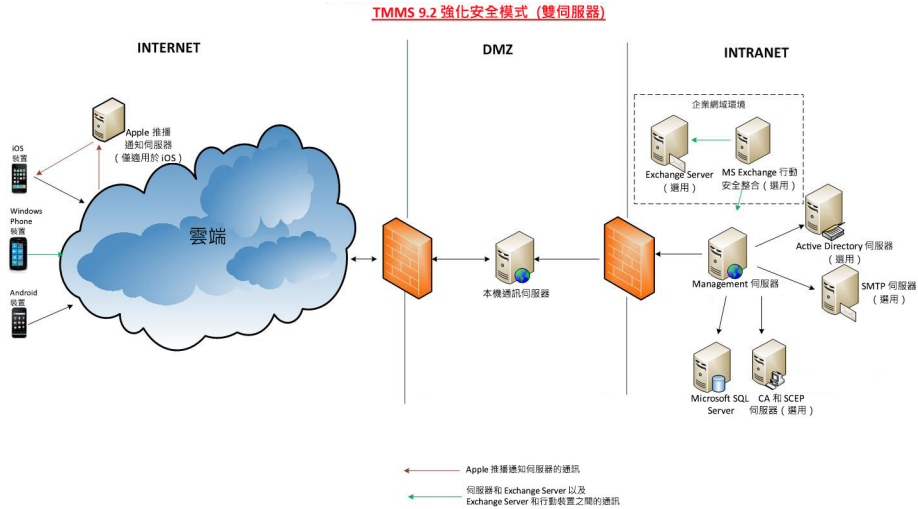 TMMS 9.2 強化安全模式 (雙伺服器)
INTERNET
DMZ
INTRANET
企業網域環境
Apple 推播
通知伺服器
（僅適用於 iOS）
iOS
裝置
Exchange Server
（選用）
MS Exchange 行動
安全整合（選用）
Windows
Phone
裝置
雲端
Active Directory 伺服器
（選用）
本機通訊伺服器
Management 伺服器
SMTP 伺服器
（選用）
Android
裝置
Microsoft SQL
Server
CA 和 SCEP
伺服器（選用）
Apple 推播通知伺服器的通訊
伺服器和 Exchange Server 以及
Exchange Server 和行動裝置之間的通訊